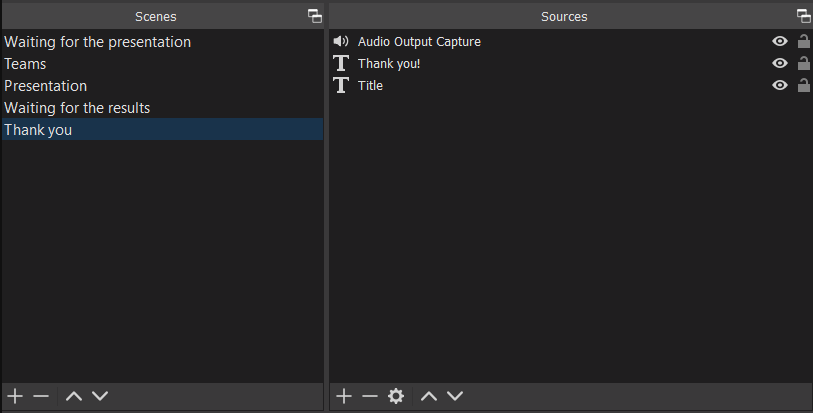 Scenes
Waiting for the presentation
Teams
Presentation
Waiting for the results
Thank you
Sources
Audio Output Capture
Thank you!
Title